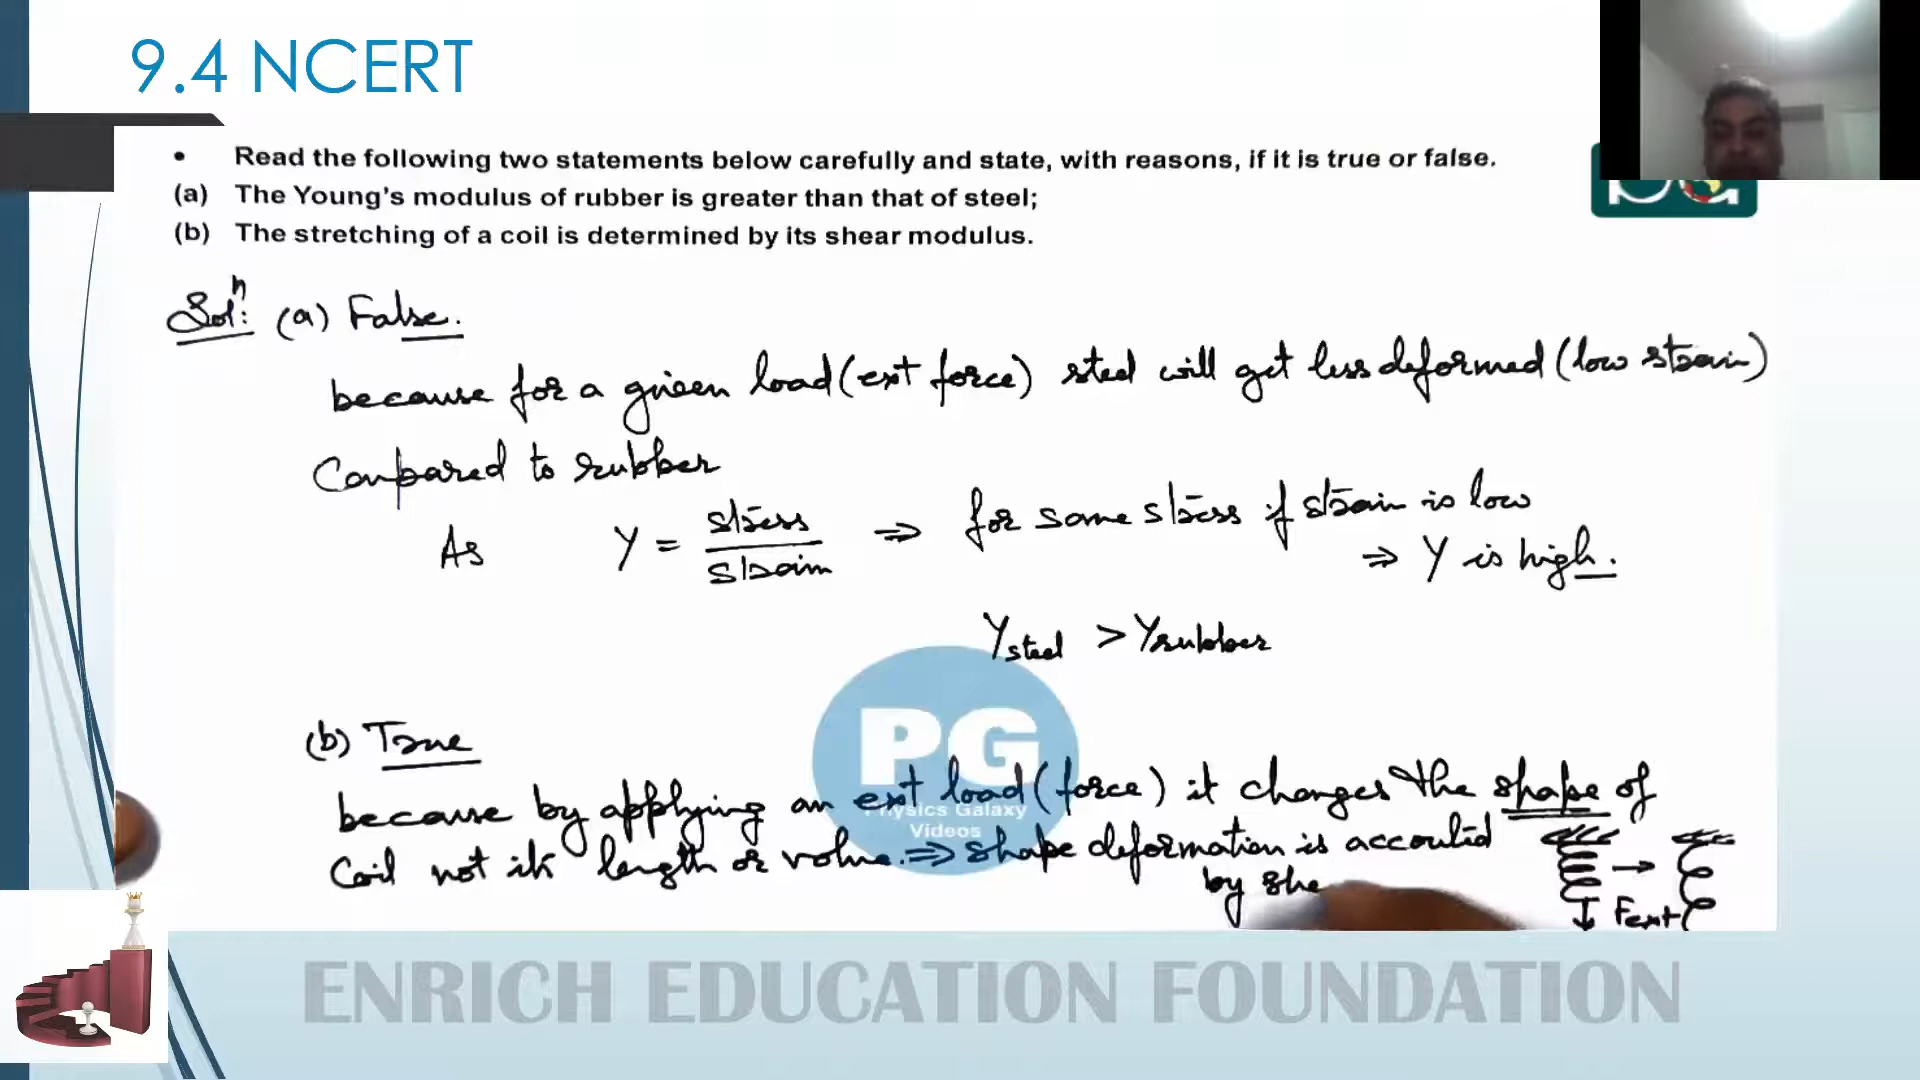 9.4 NCERT
• Read the following two statements below carefully and state, with reasons, if it is true or false.
(a) The Young's modulus of rubber is greater than that of steel;
(b) The stretching of a coil is determined by its shear modulus.
Solⁿ: (a) False.
because for a given load (ext force) steel will get less deformed (low strain)
Compared to rubber
As Y = stress / strain ⇒ for same stress if strain is low
⇒ Y is high.
Y steel > Y rubber
(b) True
because by applying an ext load (force) it changes the shape of
Coil not its length or volume. ⇒ shape deformation is accounted
by she
Fext
PG
Physics Galaxy
Videos
ENRICH EDUCATION FOUNDATION